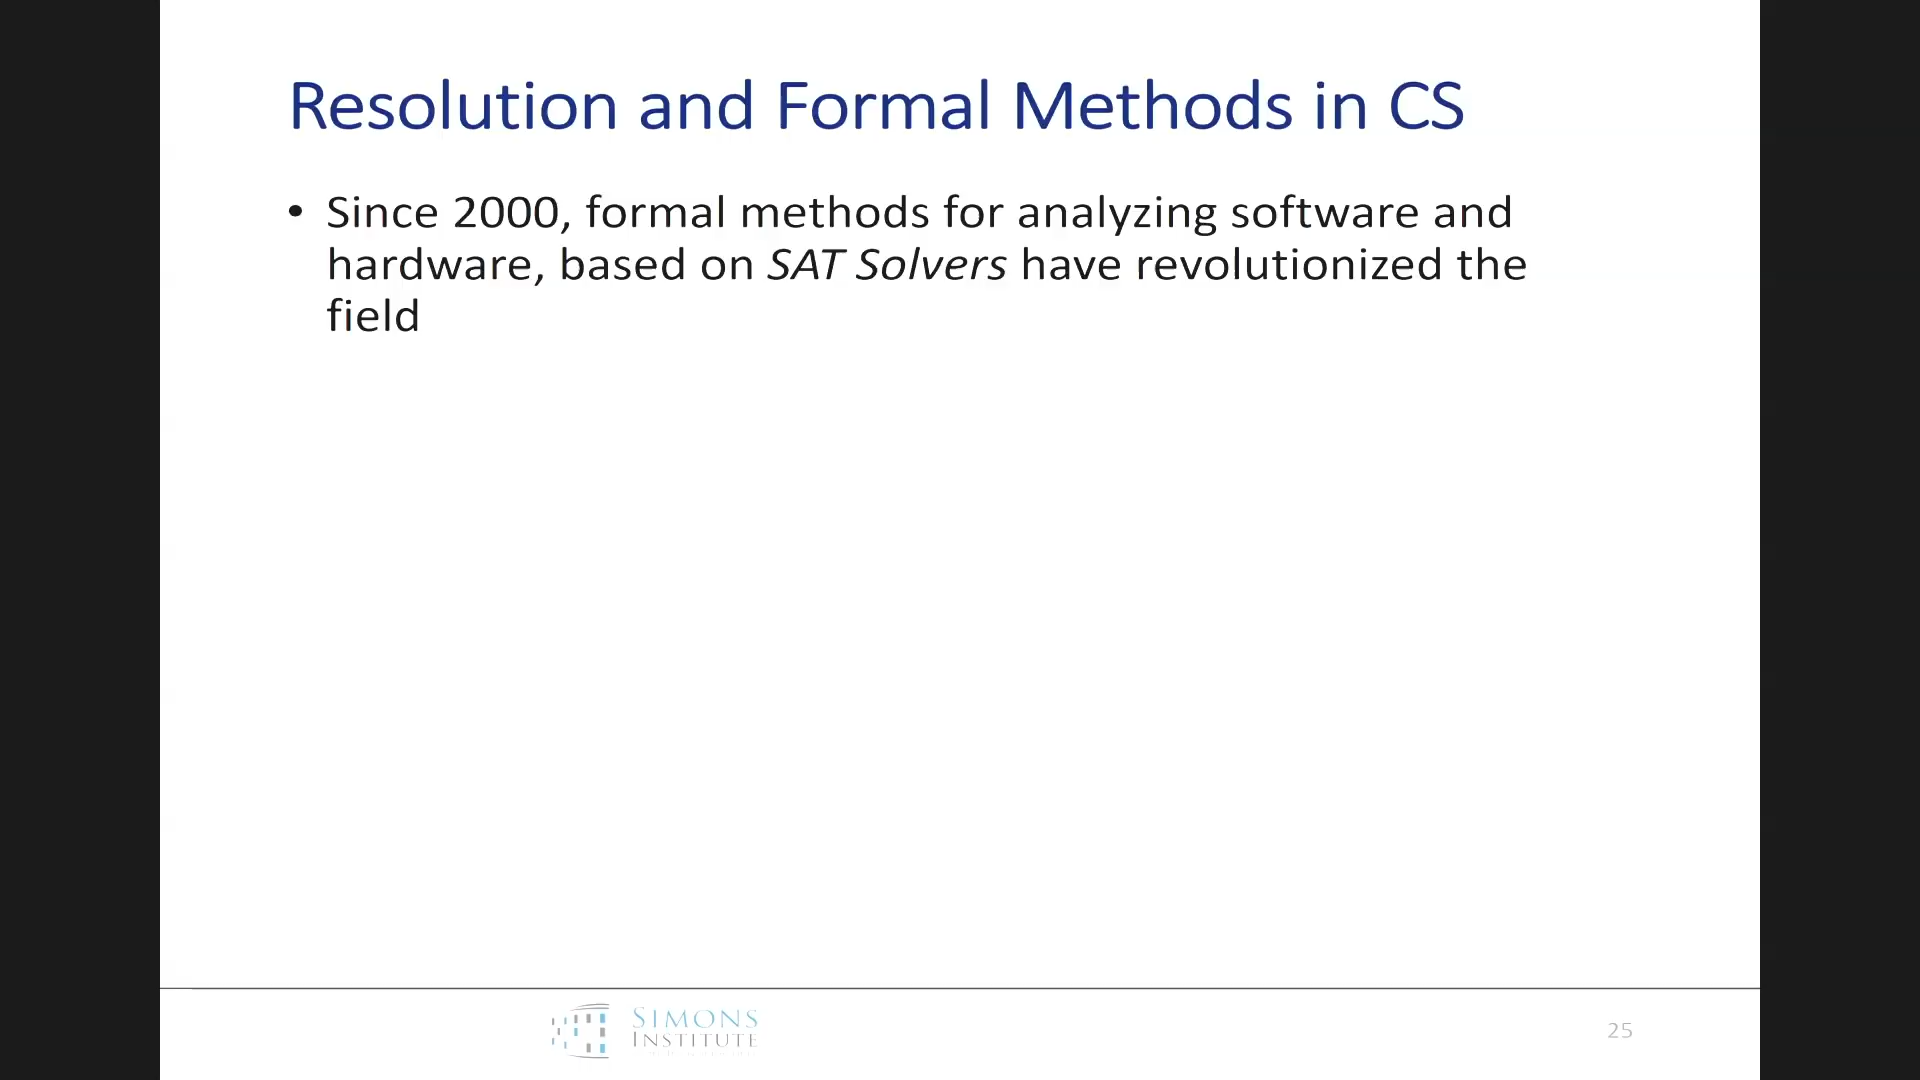 Resolution and Formal Methods in CS
• Since 2000, formal methods for analyzing software and
hardware, based on SAT Solvers have revolutionized the
field
SIMONS
INSTITUTE
25